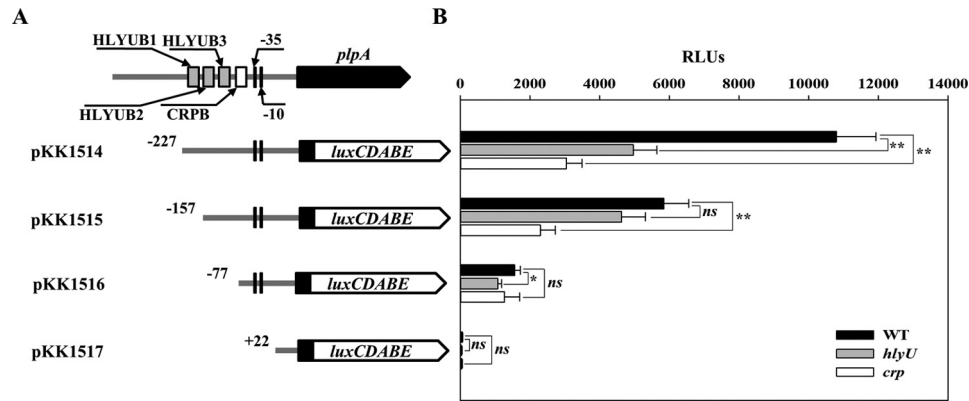 A
B
HLYUB1
HLYUB3
-35
plpA
HLYUB2
CRPB
-10
RLUs
0 2000 4000 6000 8000 10000 12000 14000
pKK1514
-227
luxCDABE
**
**
pKK1515
-157
luxCDABE
ns
**
pKK1516
-77
luxCDABE
*
ns
pKK1517
+22
luxCDABE
ns
ns
WT
hlyU
crp